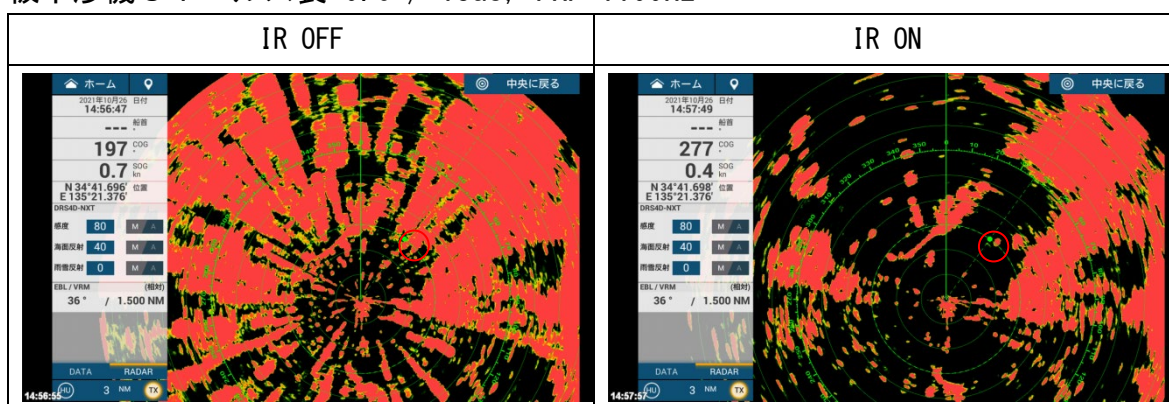 IR OFF
IR ON
ホーム
中央に戻る
2021年10月26 日付
14:56:47
--- 船首
197 COG
0.7 SOG kn
N 34°41.696' 位置
E 135°21.376'
DRS4D-NXT
感度 80 M A
海面反射 40 M A
雨雪反射 0 M A
EBL / VRM (相対)
36 ° / 1.500 NM
DATA RADAR
14:56:55 HU 3 NM TX
ホーム
中央に戻る
2021年10月26 日付
14:57:49
--- 船首
277 COG
0.4 SOG kn
N 34°41.698' 位置
E 135°21.376'
DRS4D-NXT
感度 80 M A
海面反射 40 M A
雨雪反射 0 M A
EBL / VRM (相対)
36 ° / 1.500 NM
DATA RADAR
14:57:57 HU 3 NM TX
340
350
0
10